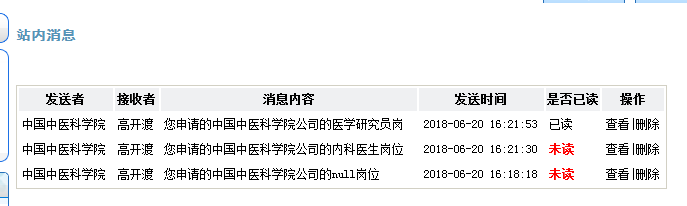 站内消息
发送者 接收者 消息内容 发送时间 是否已读 操作
中国中医科学院 高开渡 您申请的中国中医科学院公司的医学研究员岗 2018-06-20 16:21:53 已读 查看|删除
中国中医科学院 高开渡 您申请的中国中医科学院公司的内科医生岗位 2018-06-20 16:21:30 未读 查看|删除
中国中医科学院 高开渡 您申请的中国中医科学院公司的null岗位 2018-06-20 16:18:18 未读 查看|删除